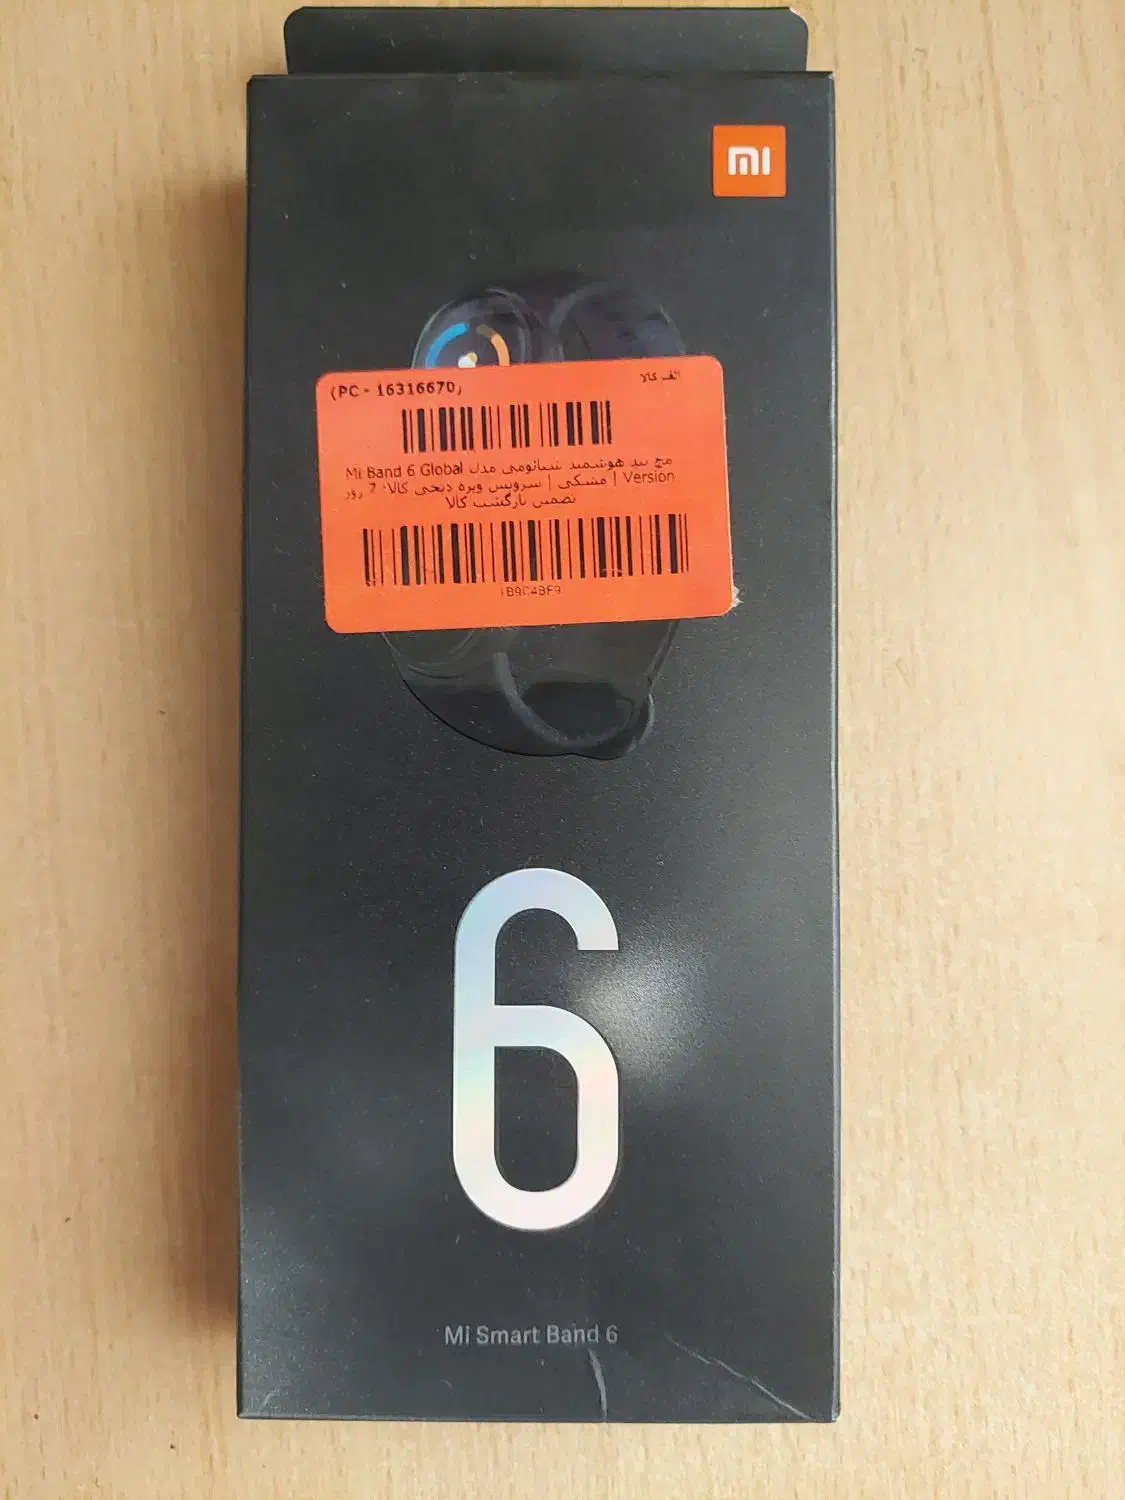 mi
الف کالا
(PC - 16316670)
مچ بند هوشمند شیائومی مدل Mi Band 6 Global
Version | مشکی | سرویس ویژه دیجی کالا: 7 روز
تضمین بازگشت کالا
6
Mi Smart Band 6